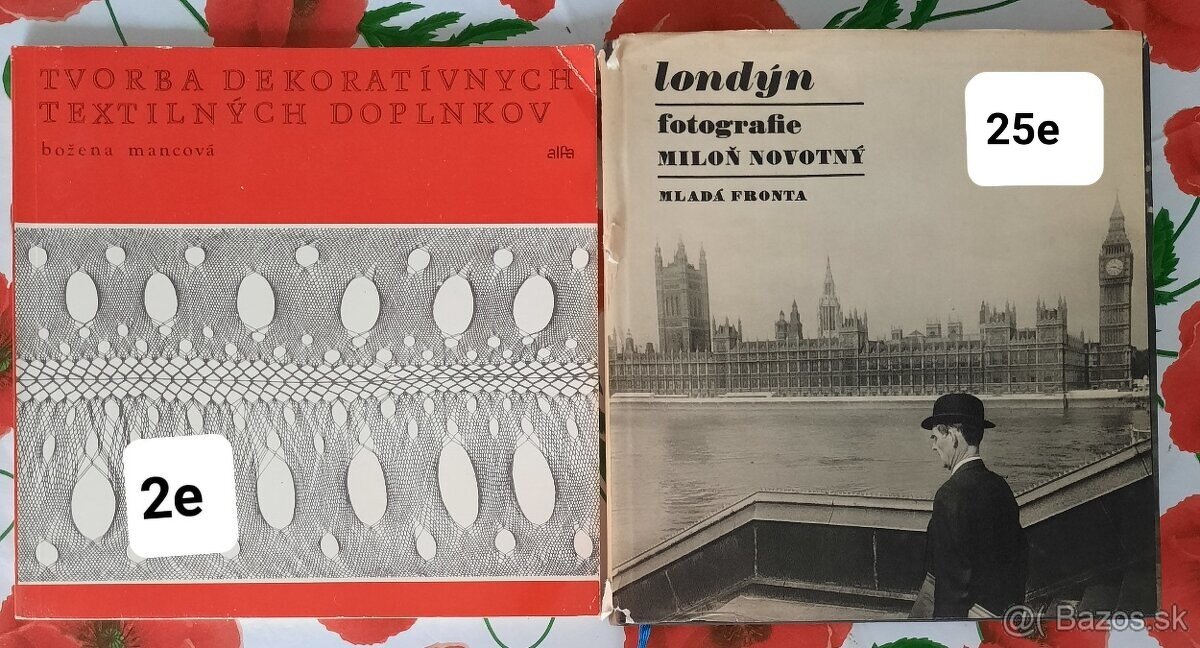 TVORBA DEKORATÍVNYCH
TEXTILNÝCH DOPLNKOV
božena mancová
alfa
2e
londýn
fotografie
MILOŇ NOVOTNÝ
MLADÁ FRONTA
25e
@( Bazos.sk